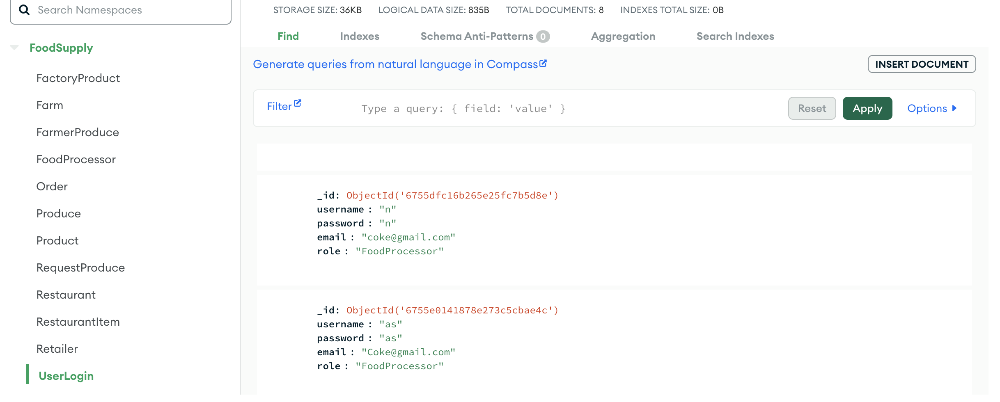 Search Namespaces
FoodSupply
FactoryProduct
Farm
FarmerProduce
FoodProcessor
Order
Produce
Product
RequestProduce
Restaurant
RestaurantItem
Retailer
UserLogin
STORAGE SIZE: 36KB LOGICAL DATA SIZE: 835B TOTAL DOCUMENTS: 8 INDEXES TOTAL SIZE: 0B
Find Indexes Schema Anti-Patterns 0 Aggregation Search Indexes
Generate queries from natural language in Compass
INSERT DOCUMENT
Filter Type a query: { field: 'value' } Reset Apply Options
_id: ObjectId('6755dfc16b265e25fc7b5d8e')
username : "n"
password : "n"
email : "coke@gmail.com"
role : "FoodProcessor"
_id: ObjectId('6755e0141878e273c5cbae4c')
username : "as"
password : "as"
email : "Coke@gmail.com"
role : "FoodProcessor"